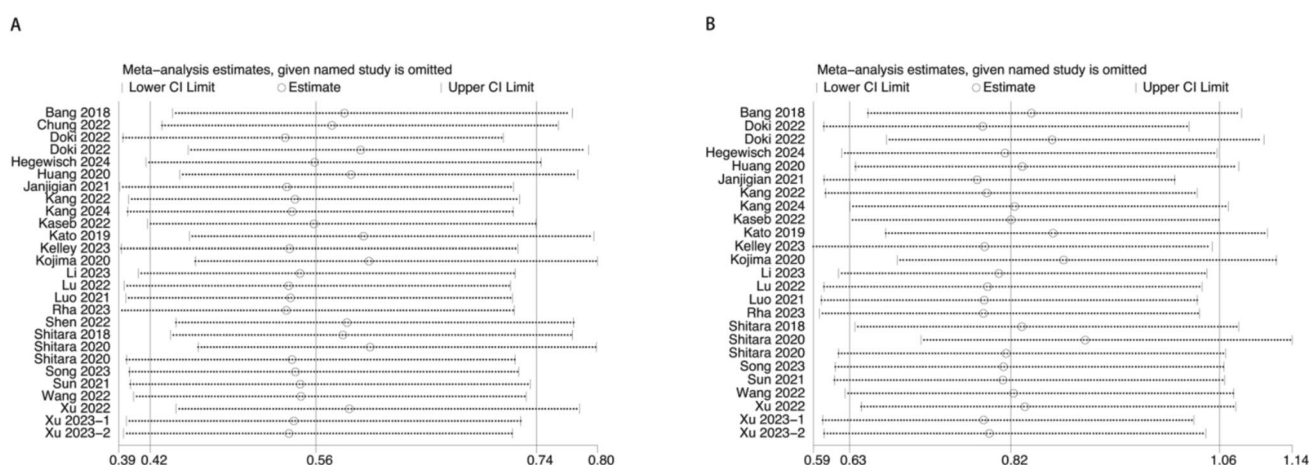 A
Meta−analysis estimates, given named study is omitted
Lower CI Limit Estimate Upper CI Limit
Bang 2018
Chung 2022
Doki 2022
Doki 2022
Hegewisch 2024
Huang 2020
Janjigian 2021
Kang 2022
Kang 2024
Kaseb 2022
Kato 2019
Kelley 2023
Kojima 2020
Li 2023
Lu 2022
Luo 2021
Rha 2023
Shen 2022
Shitara 2018
Shitara 2020
Shitara 2020
Song 2023
Sun 2021
Wang 2022
Xu 2022
Xu 2023−1
Xu 2023−2
0.39 0.42 0.56 0.74 0.80
B
Meta−analysis estimates, given named study is omitted
Lower CI Limit Estimate Upper CI Limit
Bang 2018
Doki 2022
Doki 2022
Hegewisch 2024
Huang 2020
Janjigian 2021
Kang 2022
Kang 2024
Kaseb 2022
Kato 2019
Kelley 2023
Kojima 2020
Li 2023
Lu 2022
Luo 2021
Rha 2023
Shitara 2018
Shitara 2020
Shitara 2020
Song 2023
Sun 2021
Wang 2022
Xu 2022
Xu 2023−1
Xu 2023−2
0.59 0.63 0.82 1.06 1.14